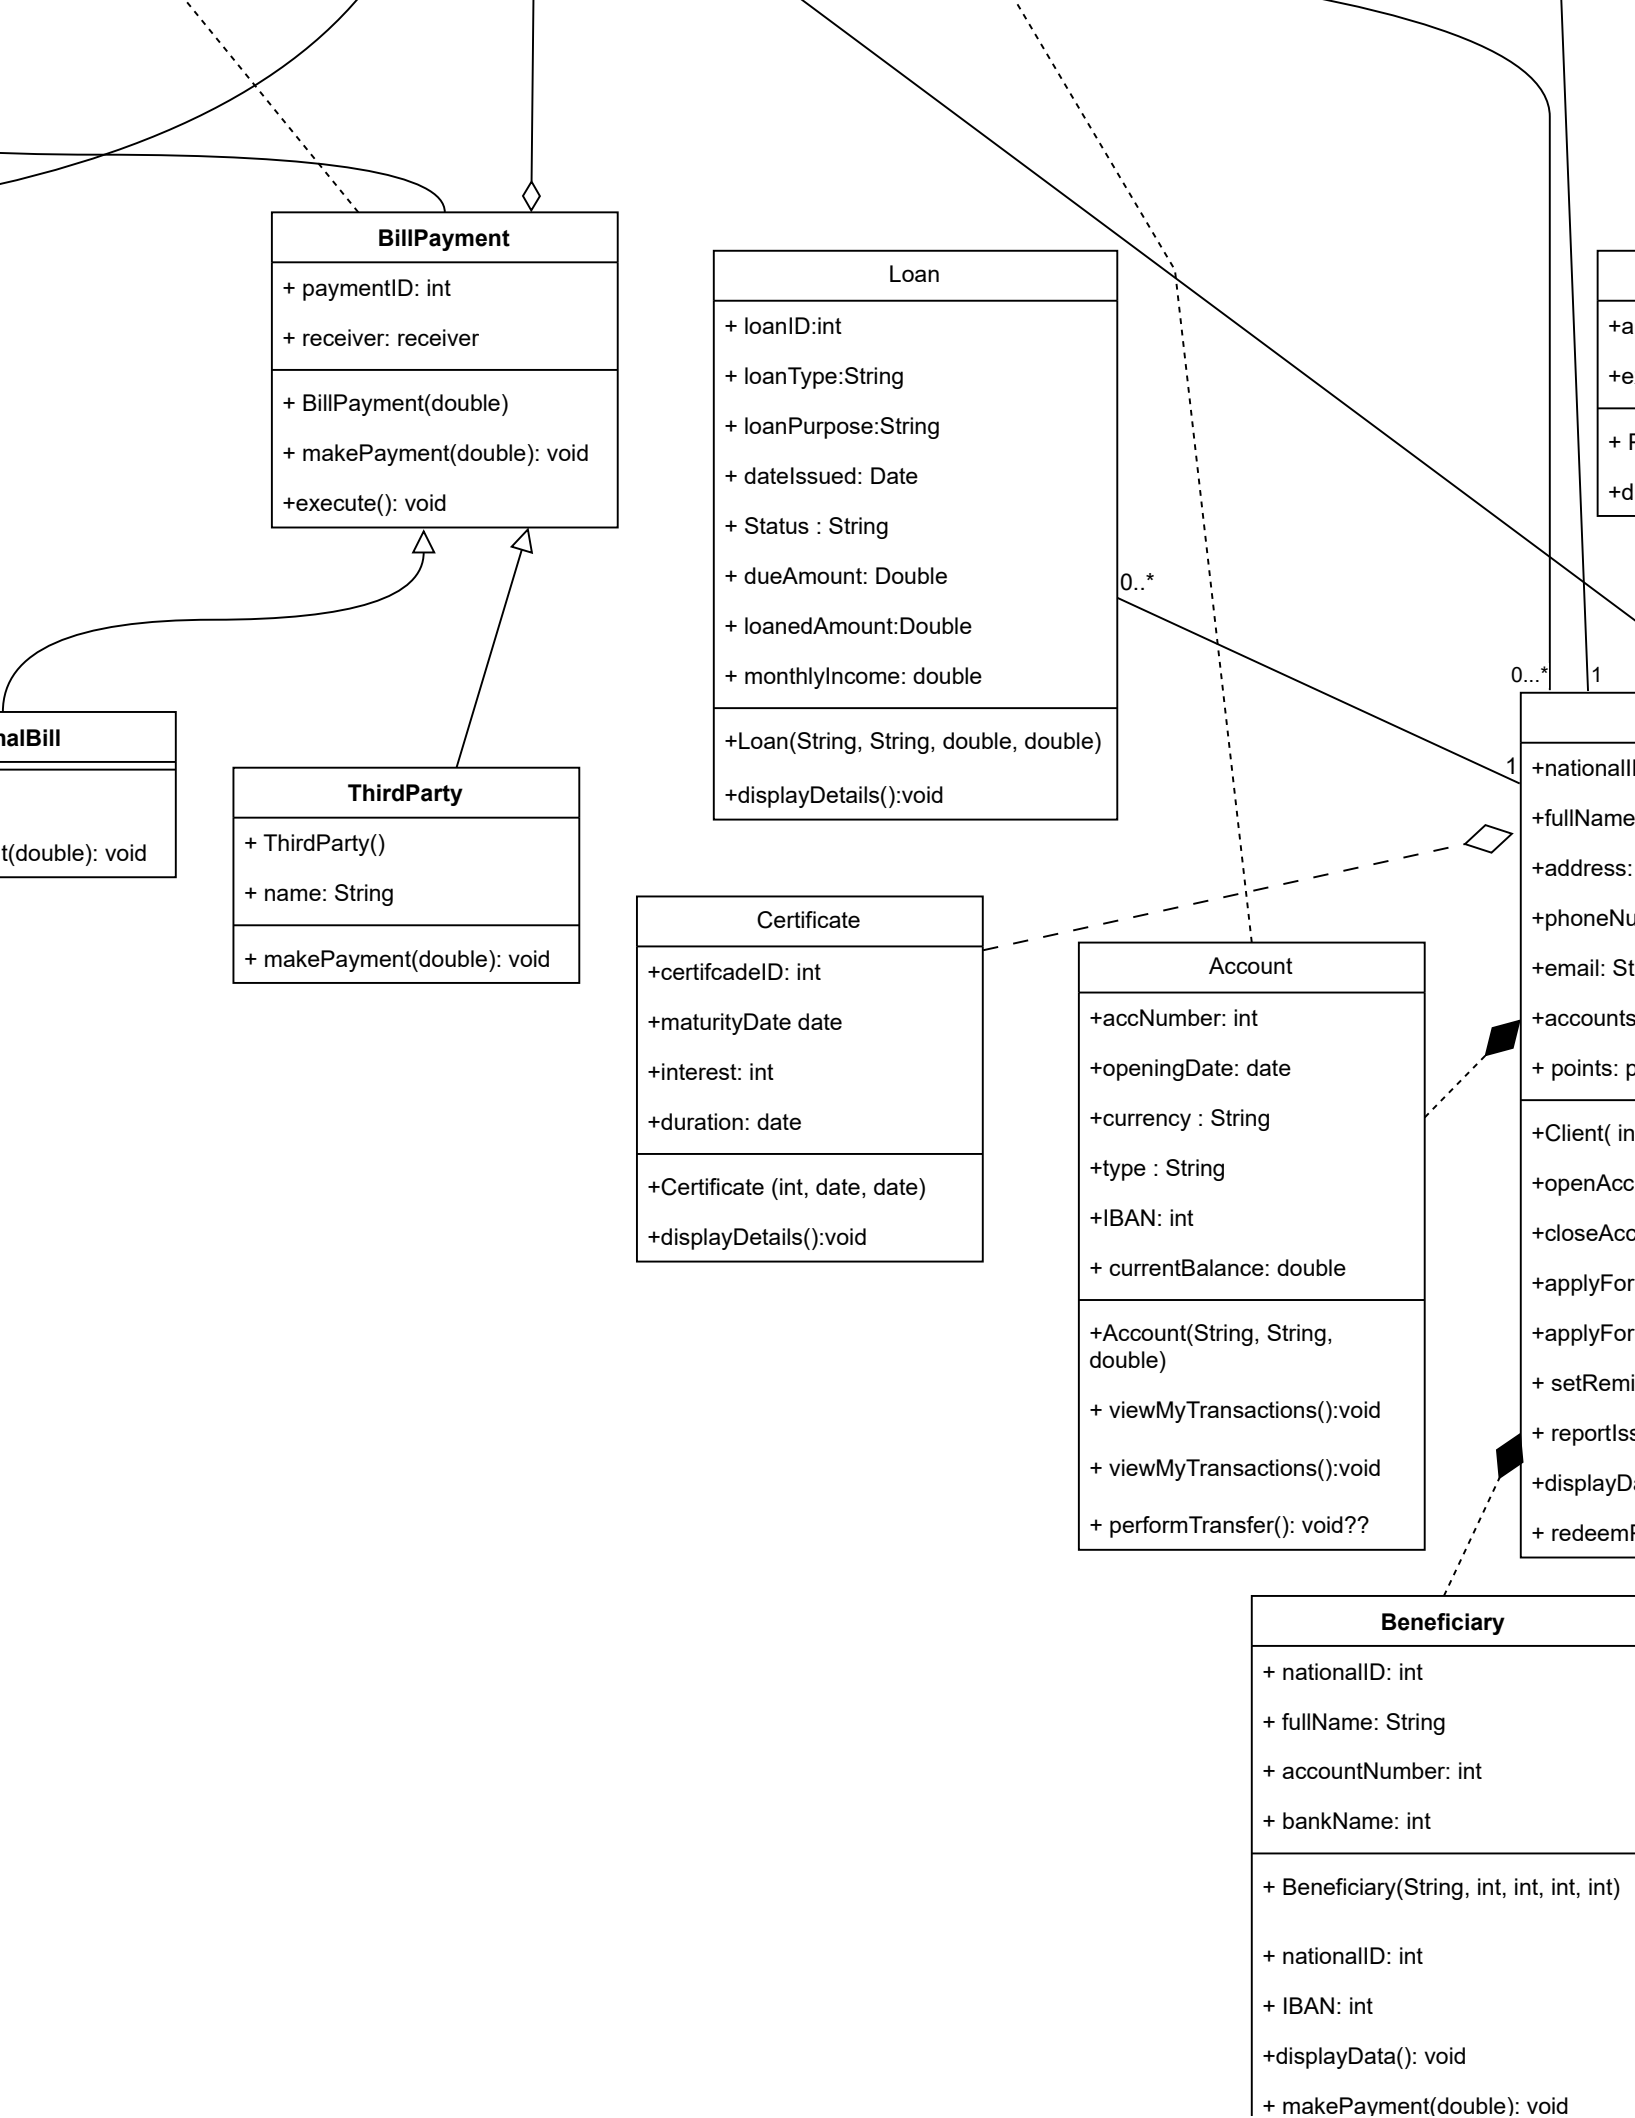 BillPayment
+ paymentID: int
+ receiver: receiver
+ BillPayment(double)
+ makePayment(double): void
+execute(): void
nalBill
t(double): void
ThirdParty
+ ThirdParty()
+ name: String
+ makePayment(double): void
Loan
+ loanID:int
+ loanType:String
+ loanPurpose:String
+ dateIssued: Date
+ Status : String
+ dueAmount: Double
+ loanedAmount:Double
+ monthlyIncome: double
+Loan(String, String, double, double)
+displayDetails():void
0..*
1
0...*
1
Certificate
+certifcadeID: int
+maturityDate date
+interest: int
+duration: date
+Certificate (int, date, date)
+displayDetails():void
Account
+accNumber: int
+openingDate: date
+currency : String
+type : String
+IBAN: int
+ currentBalance: double
+Account(String, String,
double)
+ viewMyTransactions():void
+ viewMyTransactions():void
+ performTransfer(): void??
+a
+e
+d
+nationalI
+fullName
+address:
+phoneNu
+email: St
+accounts
+ points: p
+Client( in
+openAcc
+closeAcc
+applyFor
+applyFor
+ setRemi
+ reportIss
+displayDa
+ redeemP
Beneficiary
+ nationalID: int
+ fullName: String
+ accountNumber: int
+ bankName: int
+ Beneficiary(String, int, int, int, int)
+ nationalID: int
+ IBAN: int
+displayData(): void
+ makePayment(double): void